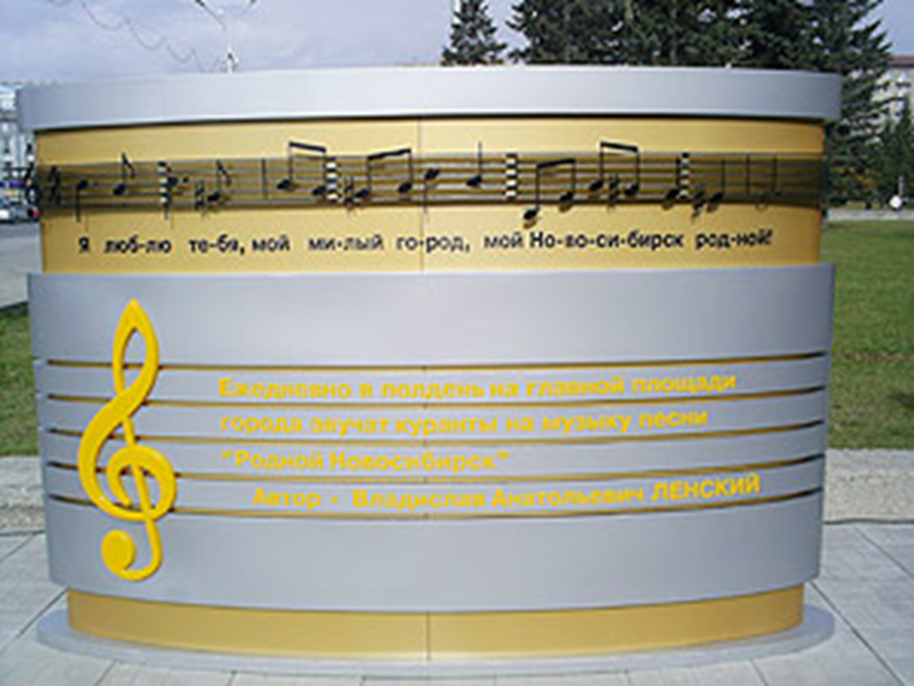 Я люб-лю те-бя, мой ми-лый го-род, мой Но-во-си-бирск род-ной!
Ежедневно в полдень на главной площади
города звучат куранты на музыку песни
"Родной Новосибирск"
Автор - Владислав Анатольевич ЛЕНСКИЙ